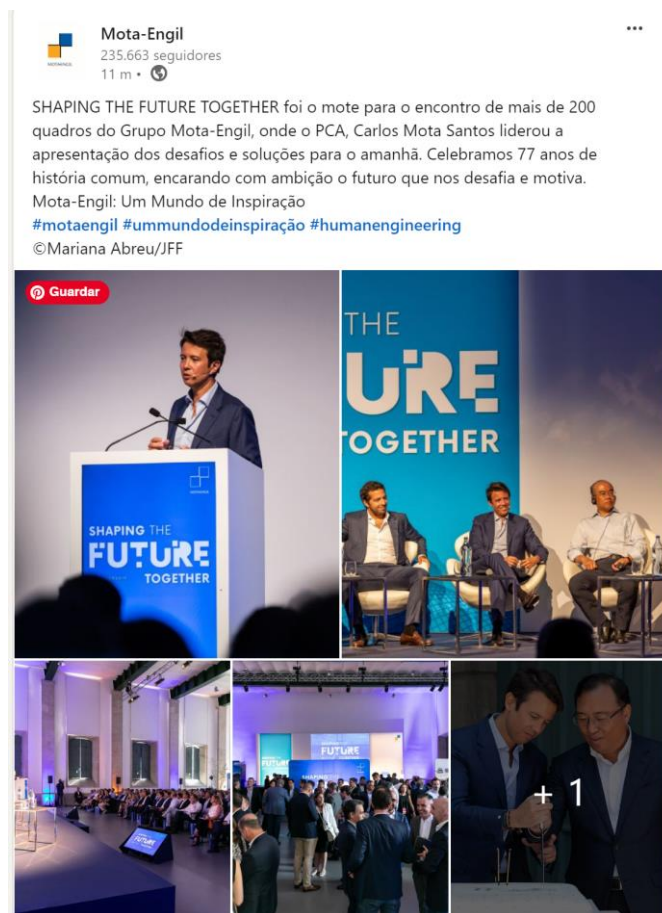 Mota-Engil
235.663 seguidores
11 m •
SHAPING THE FUTURE TOGETHER foi o mote para o encontro de mais de 200
quadros do Grupo Mota-Engil, onde o PCA, Carlos Mota Santos liderou a
apresentação dos desafios e soluções para o amanhã. Celebramos 77 anos de
história comum, encarando com ambição o futuro que nos desafia e motiva.
Mota-Engil: Um Mundo de Inspiração
#motaengil #ummundodeinspiração #humanengineering
©Mariana Abreu/JFF
Guardar
SHAPING THE
FUTURE
TOGETHER
THE
URE
TOGETHER
FUTURE
FUTURE
SHAPING
+ 1